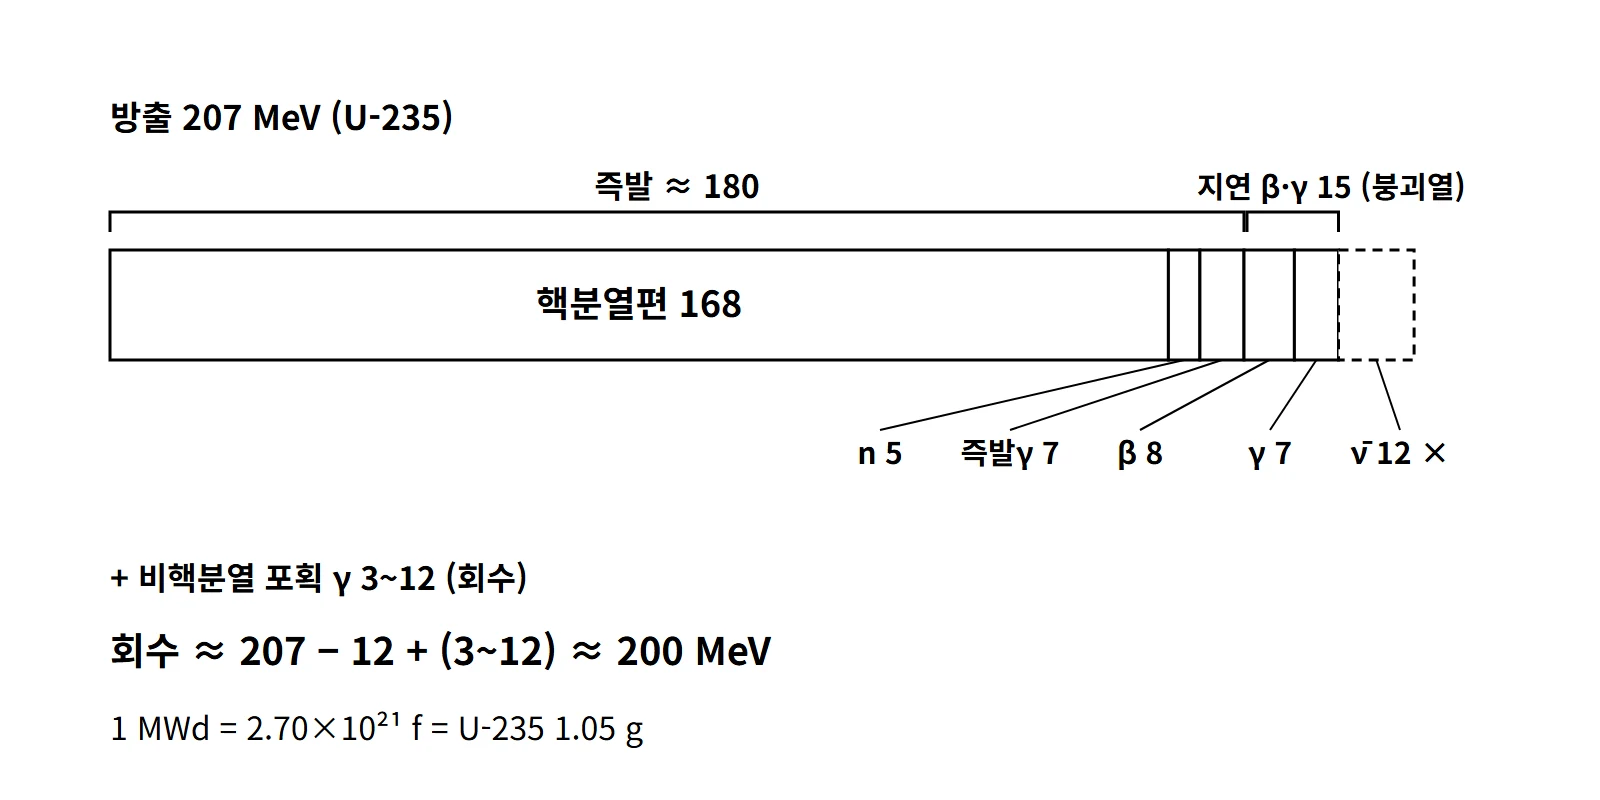 방출 207 MeV (U-235)
즉발 ≈ 180
지연 β·γ 15 (붕괴열)
핵분열편 168
n 5
즉발γ 7
β 8
γ 7
ν̄ 12 ×
+ 비핵분열 포획 γ 3~12 (회수)
회수 ≈ 207 − 12 + (3~12) ≈ 200 MeV
1 MWd = 2.70×10²¹ f = U-235 1.05 g